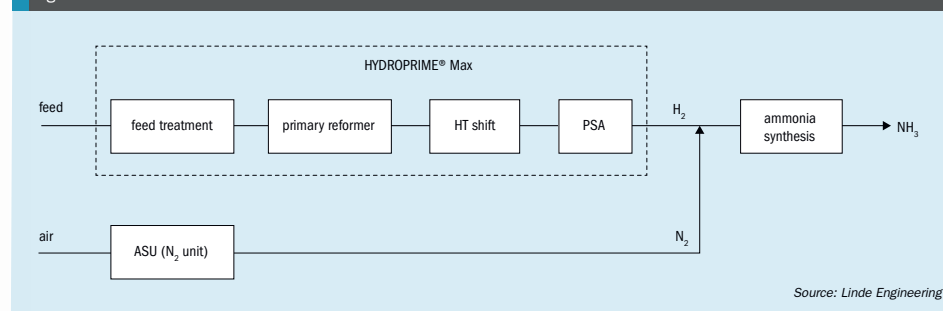 HYDROPRIME® Max
feed
feed treatment
primary reformer
HT shift
PSA
H₂
ammonia
synthesis
NH₃
air
ASU (N₂ unit)
N₂
Source: Linde Engineering